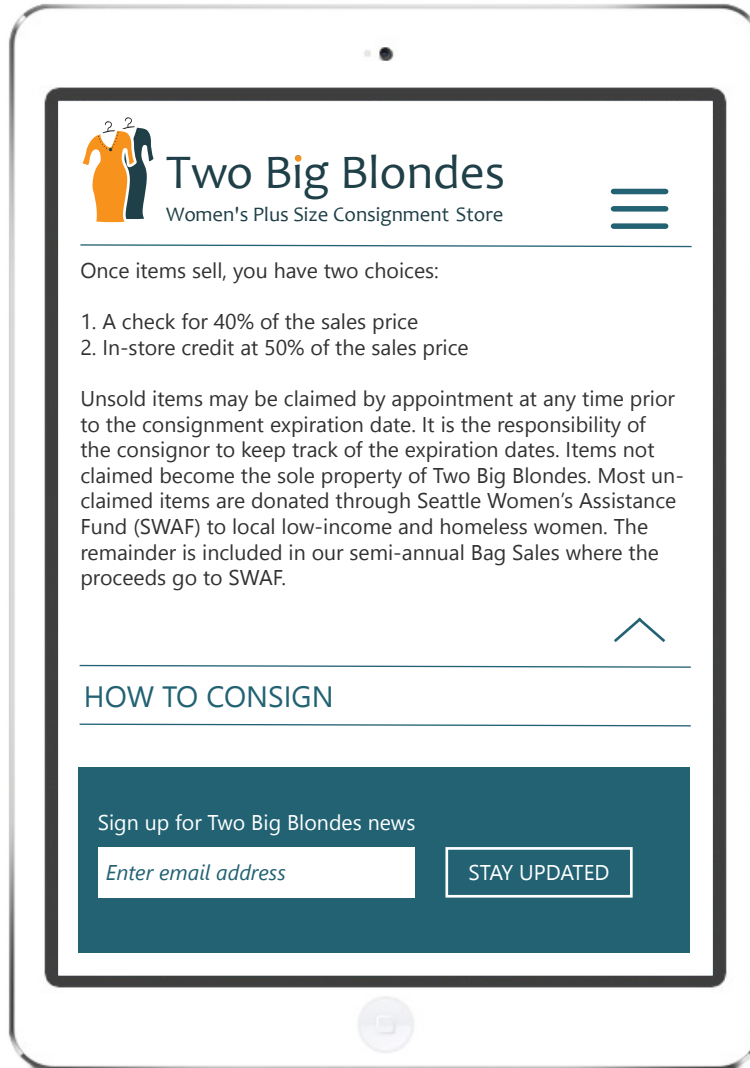 Two Big Blondes
Women's Plus Size Consignment Store
Once items sell, you have two choices:
1. A check for 40% of the sales price
2. In-store credit at 50% of the sales price
Unsold items may be claimed by appointment at any time prior
to the consignment expiration date. It is the responsibility of
the consignor to keep track of the expiration dates. Items not
claimed become the sole property of Two Big Blondes. Most un-
claimed items are donated through Seattle Women’s Assistance
Fund (SWAF) to local low-income and homeless women. The
remainder is included in our semi-annual Bag Sales where the
proceeds go to SWAF.
HOW TO CONSIGN
Sign up for Two Big Blondes news
Enter email address
STAY UPDATED